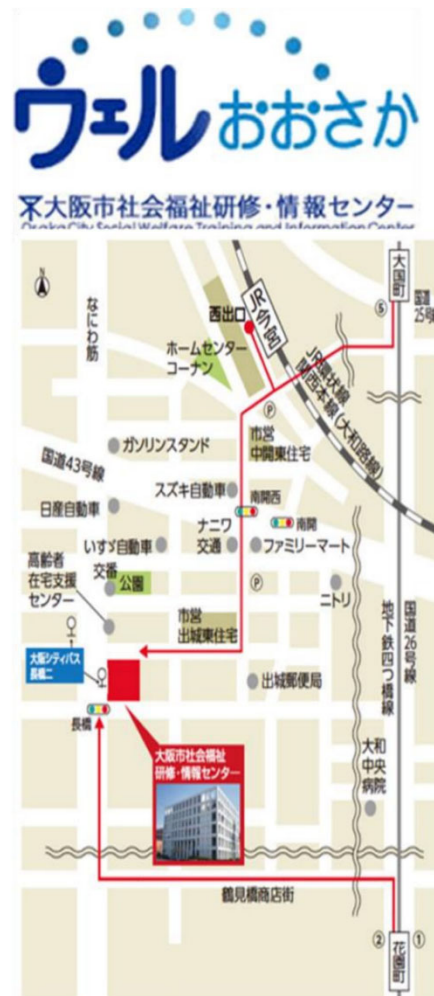 ウェルおおさか
大阪市社会福祉研修・情報センター
Osaka City Social Welfare Training and Information Center
N
なにわ筋
西出口
JR今宮
大国町
⑤
国道
25号
ホームセンター
コーナン
JR環状線
関西本線(大和路線)
P
ガソリンスタンド
市営
中開東住宅
国道43号線
スズキ自動車
南開西
南開
日産自動車
いすゞ自動車
ナニワ
交通
ファミリーマート
高齢者
在宅支援
センター
交番
公園
P
ニトリ
市営
出城東住宅
大阪シティバス
長橋二
出城郵便局
地下鉄四つ橋線
国道26号線
長橋
大和
中央
病院
大阪市社会福祉
研修・情報センター
鶴見橋商店街
②
①
花園町